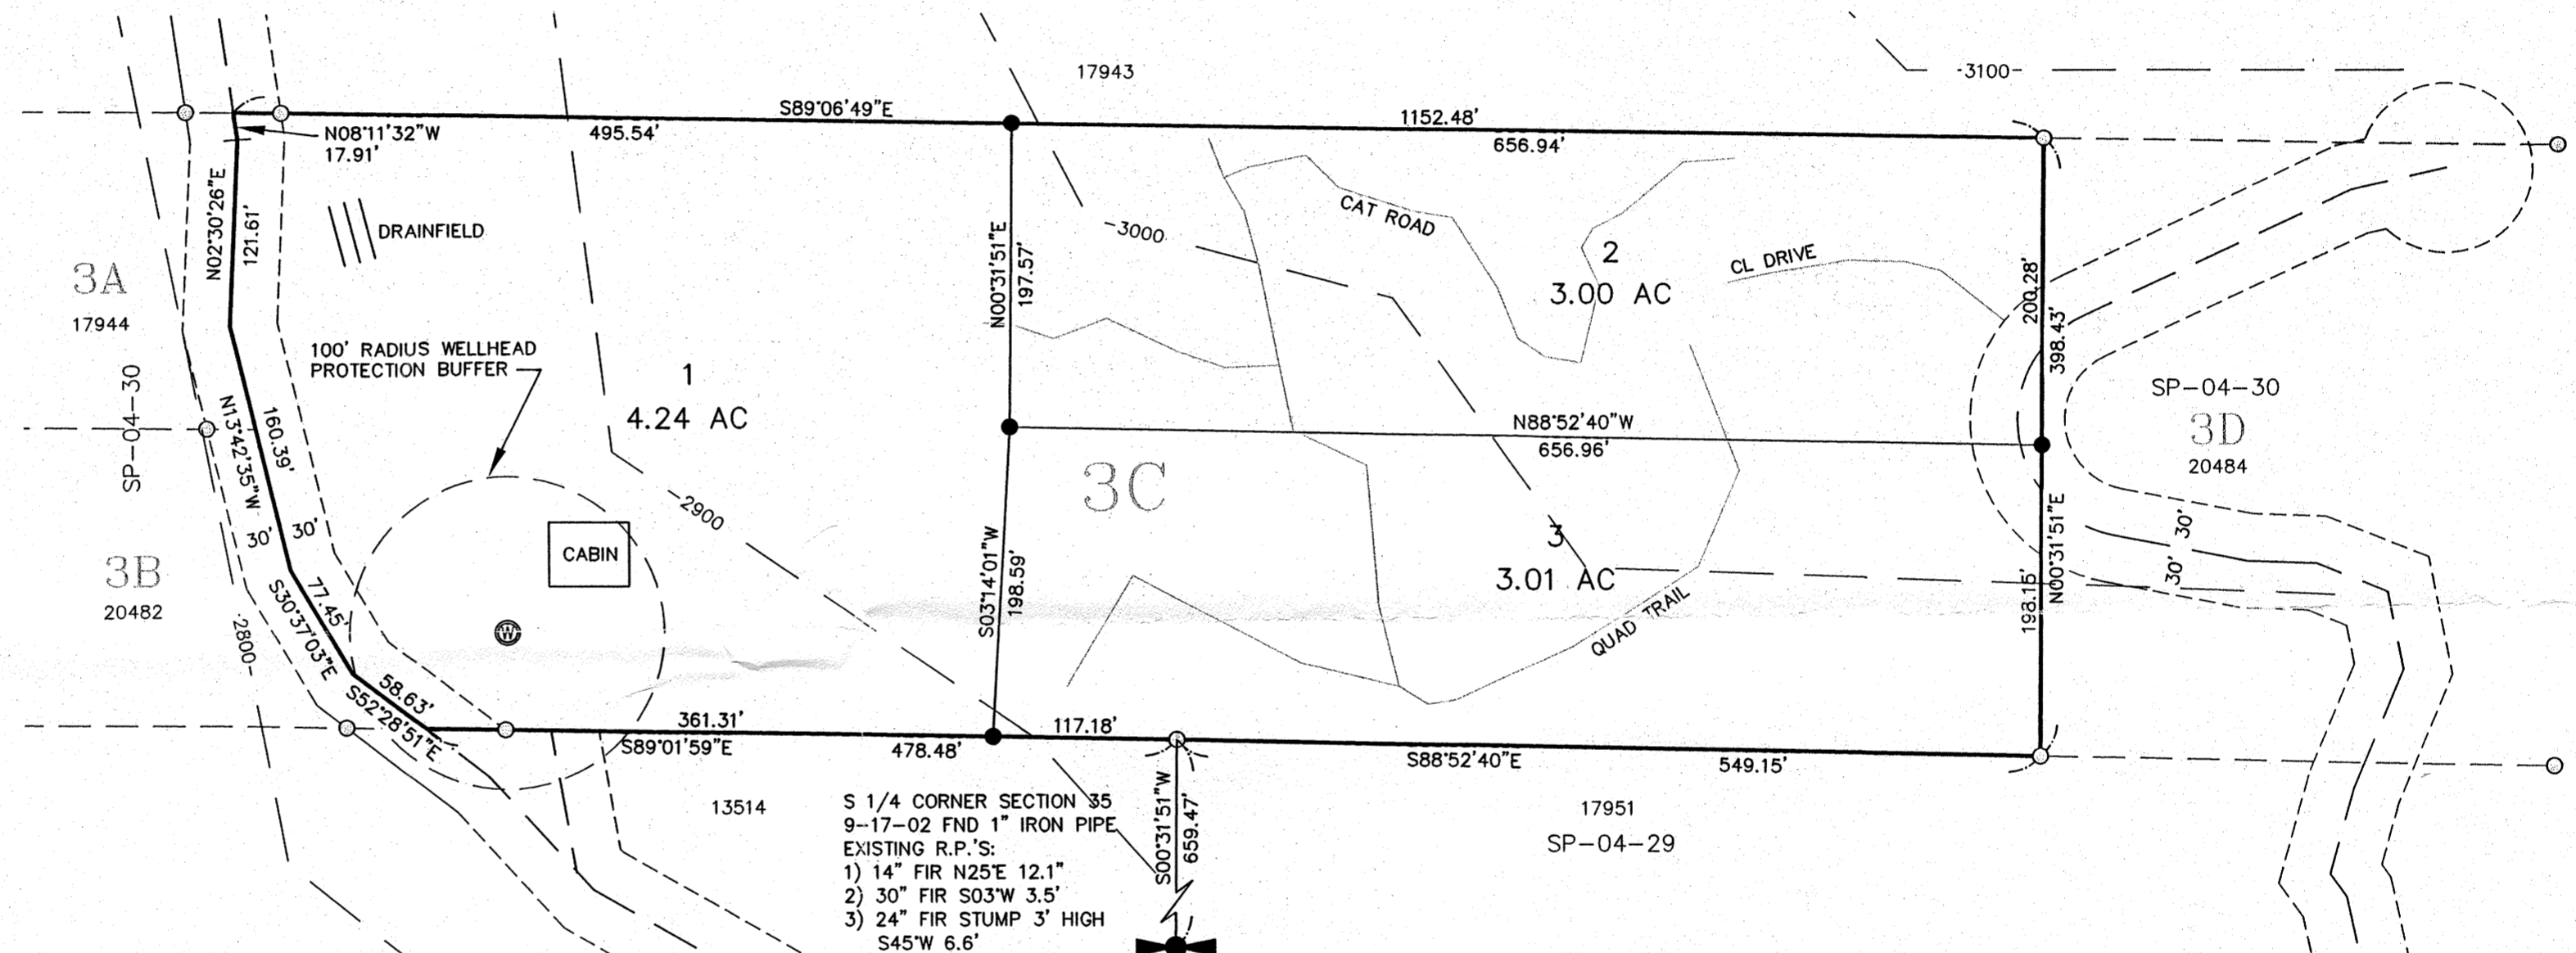 17943
-3100-
S89°06'49"E
1152.48'
495.54'
656.94'
N08°11'32"W
17.91'
N02°30'26"E
121.61'
DRAINFIELD
3A
17944
SP-04-30
100' RADIUS WELLHEAD
PROTECTION BUFFER
1
4.24 AC
N00°31'51"E
197.57'
-3000
CAT ROAD
2
3.00 AC
CL DRIVE
200.28'
398.43'
SP-04-30
3D
20484
N88°52'40"W
656.96'
3C
N13°42'35"W
160.39'
30'
30'
2900
CABIN
W
3B
20482
2800
77.45'
S30°37'03"E
58.63'
S52°28'51"E
S03°14'01"W
198.59'
3
3.01 AC
QUAD TRAIL
198.15'
N00°31'51"E
30'
30'
361.31'
S89°01'59"E
478.48'
117.18'
S88°52'40"E
549.15'
13514
17951
SP-04-29
S00°31'51"W
659.47'
S 1/4 CORNER SECTION 35
9-17-02 FND 1" IRON PIPE
EXISTING R.P.'S:
1) 14" FIR N25°E 12.1"
2) 30" FIR S03°W 3.5'
3) 24" FIR STUMP 3' HIGH
S45°W 6.6'